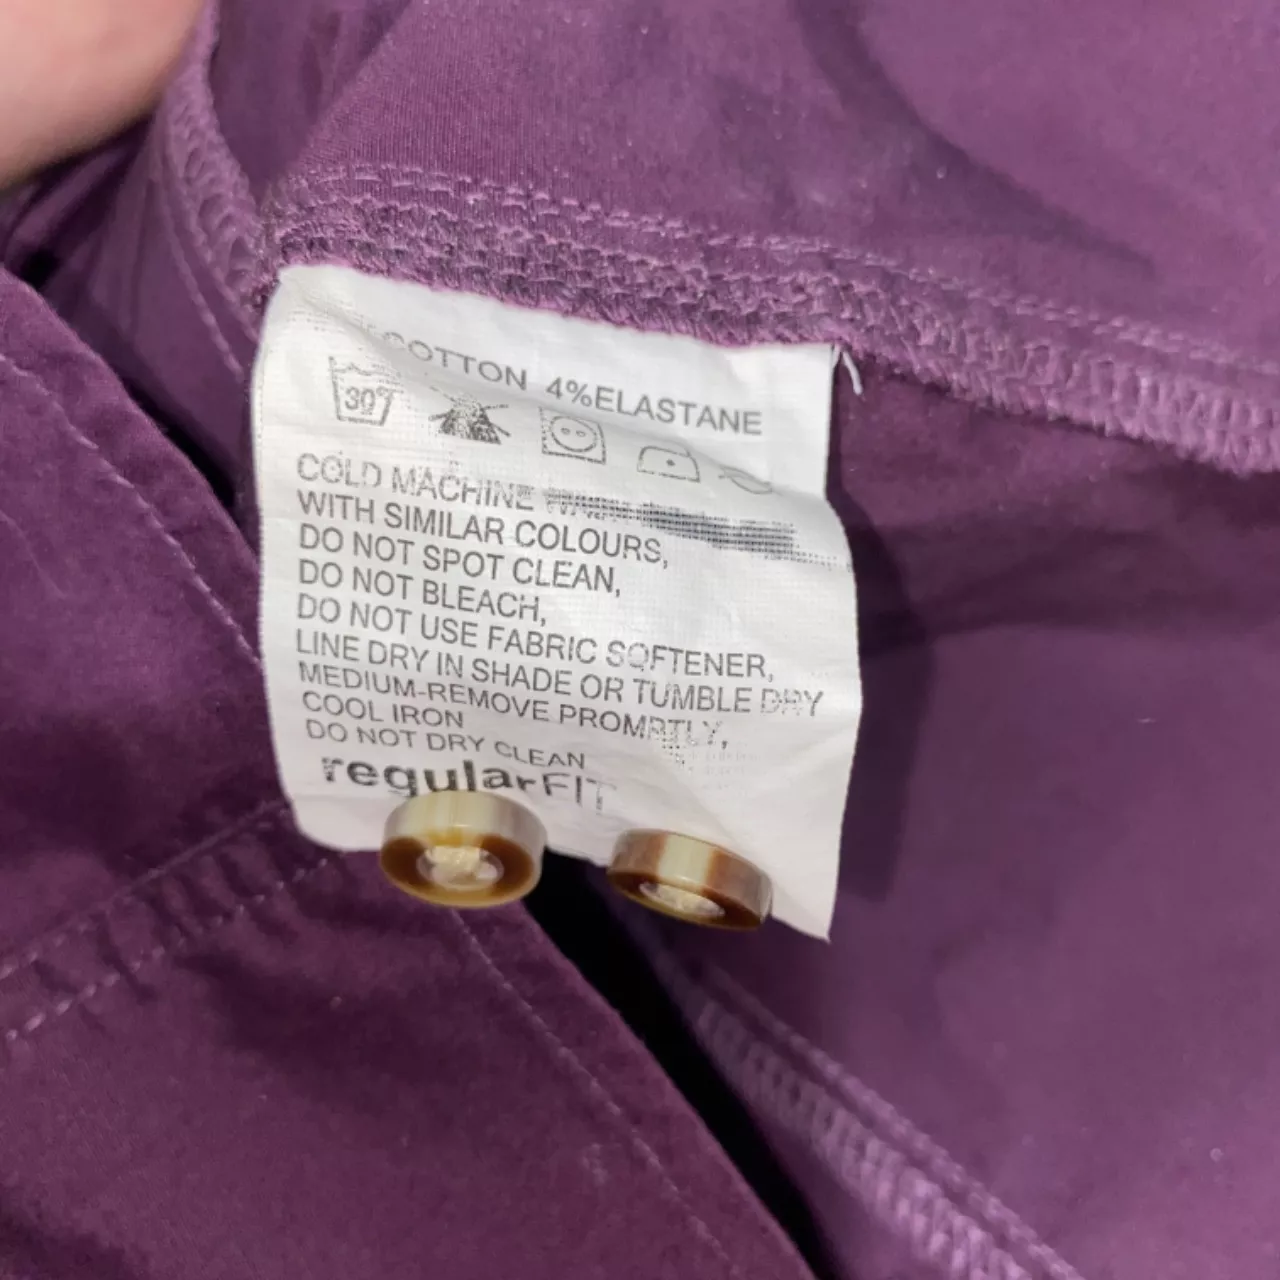 COTTON 4%ELASTANE
30°
COLD MACHINE
WITH SIMILAR COLOURS,
DO NOT SPOT CLEAN,
DO NOT BLEACH,
DO NOT USE FABRIC SOFTENER,
LINE DRY IN SHADE OR TUMBLE DRY
MEDIUM-REMOVE PROMPTLY,
COOL IRON
DO NOT DRY CLEAN
regularFIT